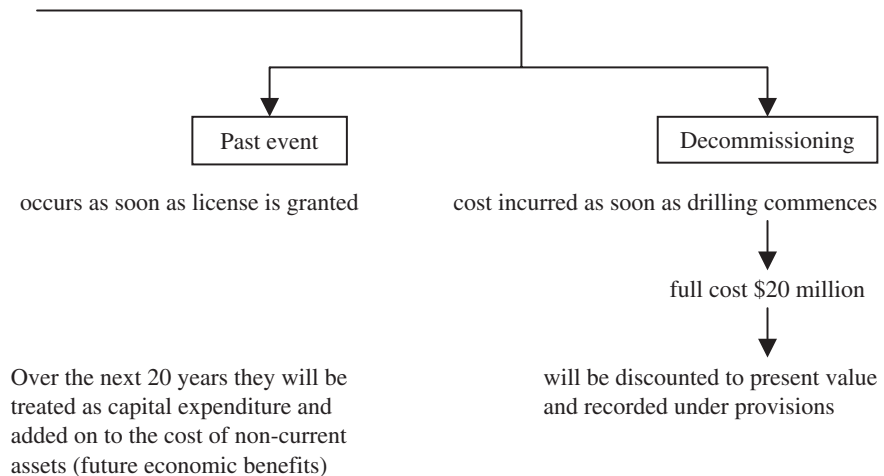 Past event
Decommissioning
occurs as soon as license is granted
cost incurred as soon as drilling commences
full cost $20 million
Over the next 20 years they will be
treated as capital expenditure and
added on to the cost of non-current
assets (future economic benefits)
will be discounted to present value
and recorded under provisions